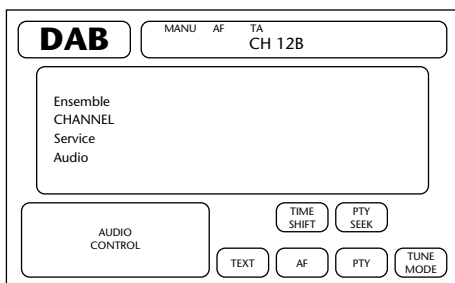 DAB
MANU AF TA
CH 12B
Ensemble
CHANNEL
Service
Audio
AUDIO
CONTROL
TIME
SHIFT
PTY
SEEK
TEXT
AF
PTY
TUNE
MODE